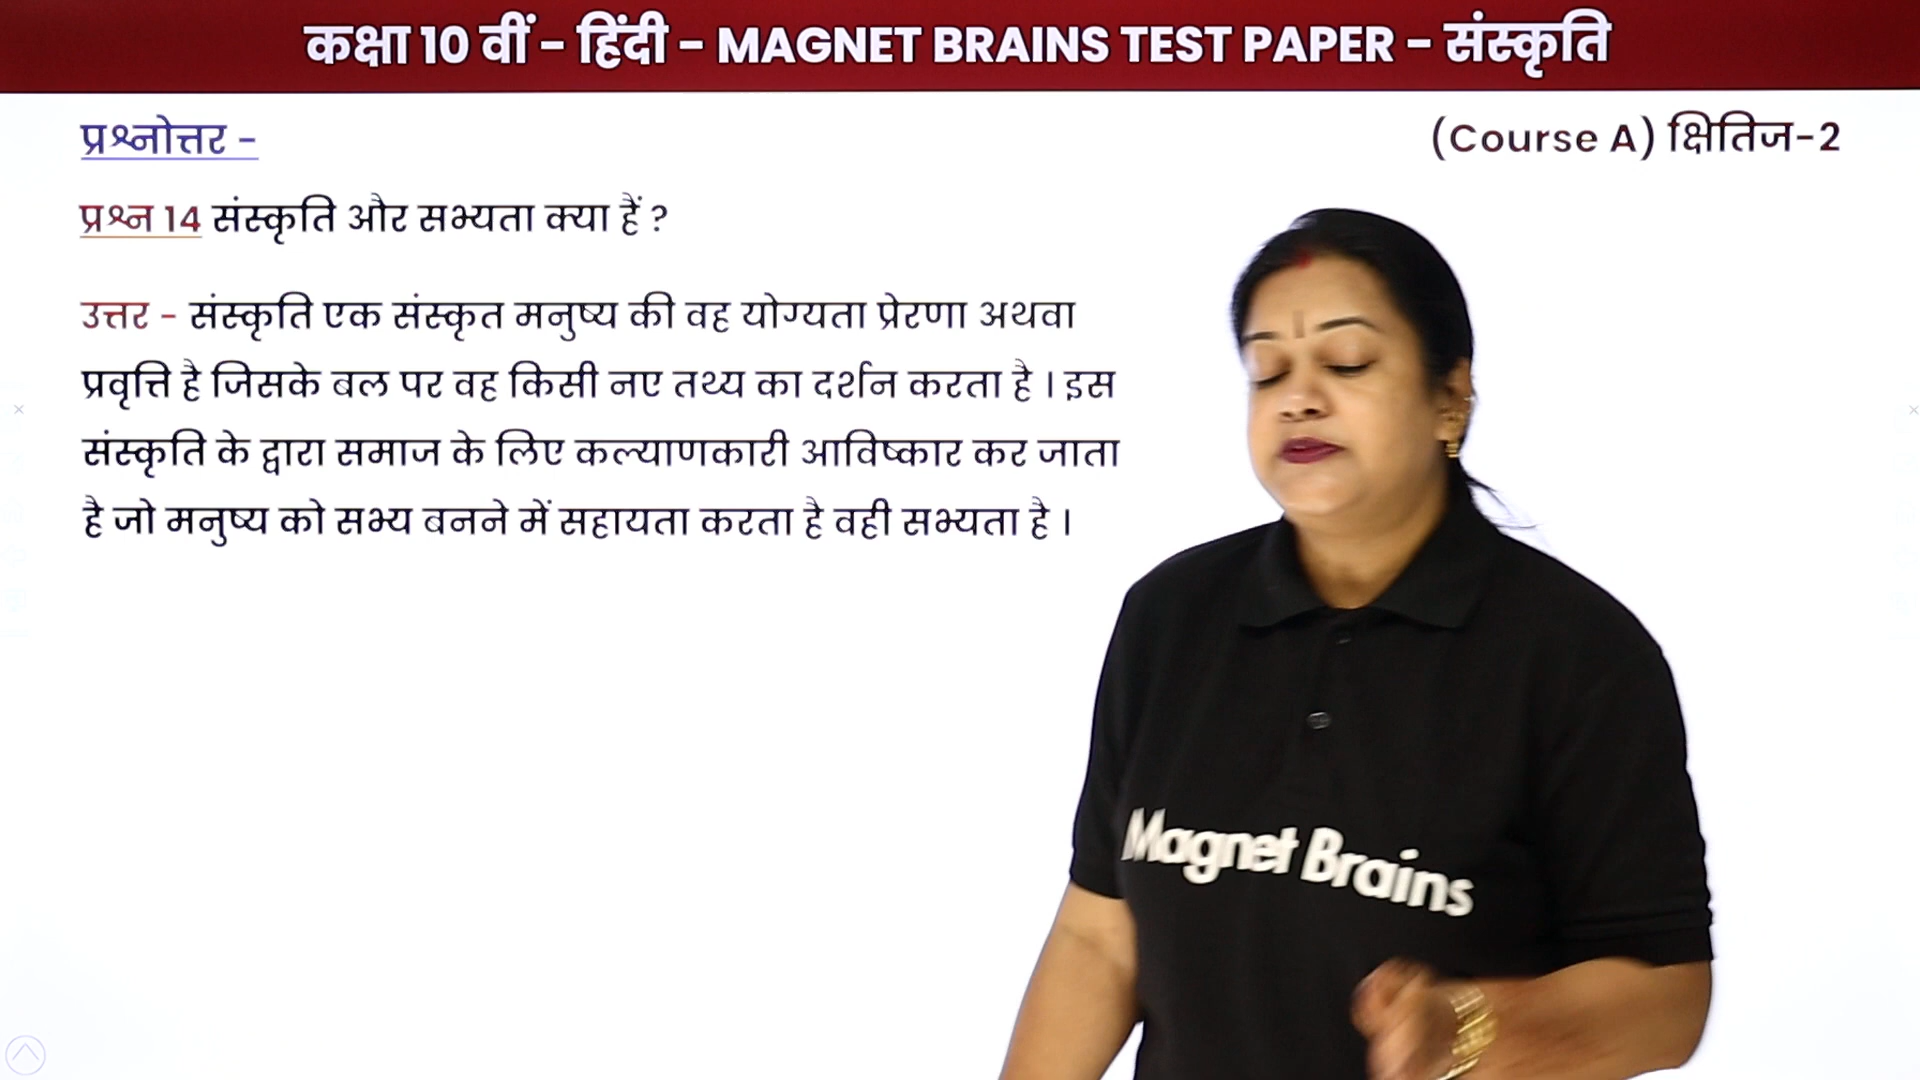 कक्षा 10 वीं - हिंदी - MAGNET BRAINS TEST PAPER - संस्कृति
प्रश्नोत्तर -
(Course A) क्षितिज-2
प्रश्न 14 संस्कृति और सभ्यता क्या हैं ?
उत्तर - संस्कृति एक संस्कृत मनुष्य की वह योग्यता प्रेरणा अथवा
प्रवृत्ति है जिसके बल पर वह किसी नए तथ्य का दर्शन करता है । इस
संस्कृति के द्वारा समाज के लिए कल्याणकारी आविष्कार कर जाता
है जो मनुष्य को सभ्य बनने में सहायता करता है वही सभ्यता है ।
Magnet Brains